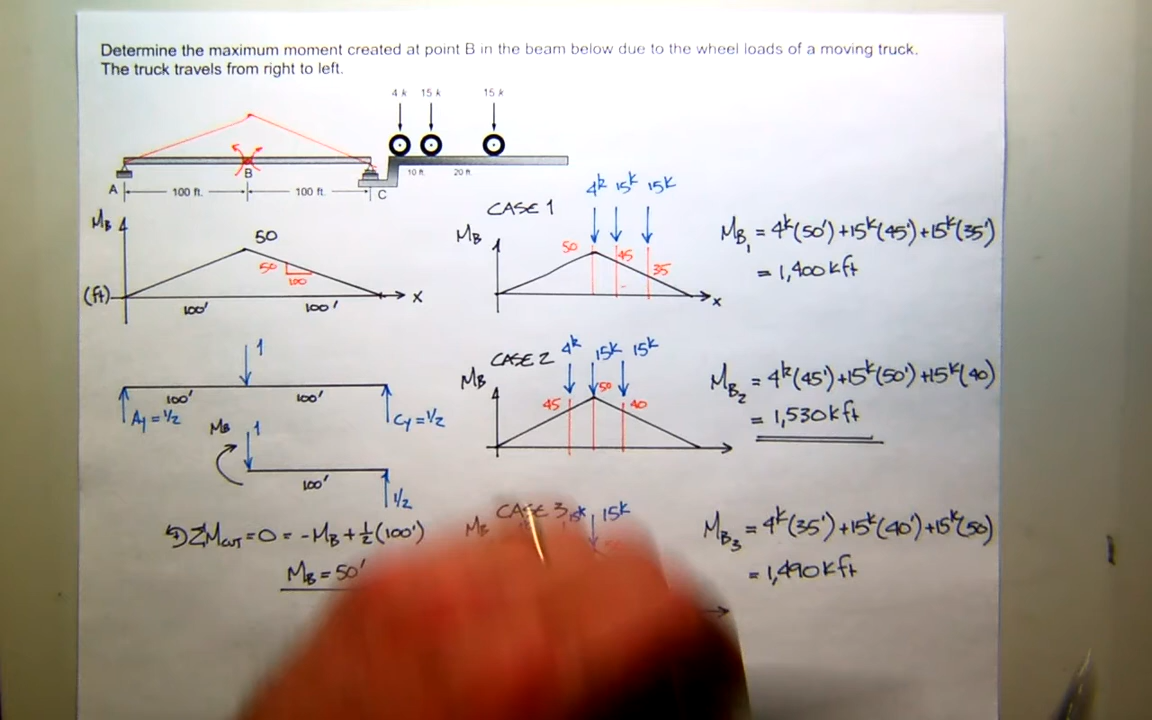 Determine the maximum moment created at point B in the beam below due to the wheel loads of a moving truck.
The truck travels from right to left.
4 k 15 k 15 k
B
10 ft. 20 ft.
A 100 ft. 100 ft. C
MB
50
50
100
(ft)
100' 100' x
1
100' 100'
Ay = 1/2 Cy = 1/2
MB 1
100'
1/2
ΣMcut = 0 = -MB + 1/2(100')
MB = 50'
CASE 1
4k 15k 15k
MB
50 45 35
x
MB1 = 4k(50') + 15k(45') + 15k(35')
= 1,400 kft
CASE 2
4k 15k 15k
MB
45 50 40
MB2 = 4k(45') + 15k(50') + 15k(40)
= 1,530 kft
CASE 3
15k 15k
MB
MB3 = 4k(35') + 15k(40') + 15k(50)
= 1,490 kft